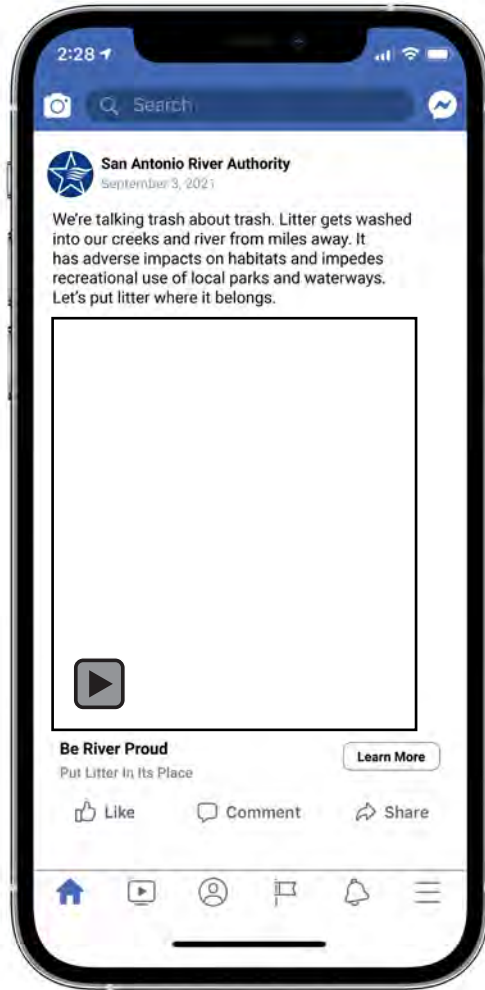 2:28
Search
San Antonio River Authority
September 3, 2021
We're talking trash about trash. Litter gets washed
into our creeks and river from miles away. It
has adverse impacts on habitats and impedes
recreational use of local parks and waterways.
Let's put litter where it belongs.
Be River Proud
Learn More
Put Litter In Its Place
Like Comment Share